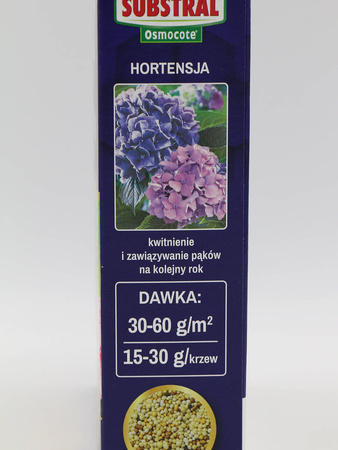 SUBSTRAL
Osmocote®
HORTENSJA
kwitnienie
i zawiązywanie pąków
na kolejny rok
DAWKA:
30-60 g/m²
15-30 g/krzew